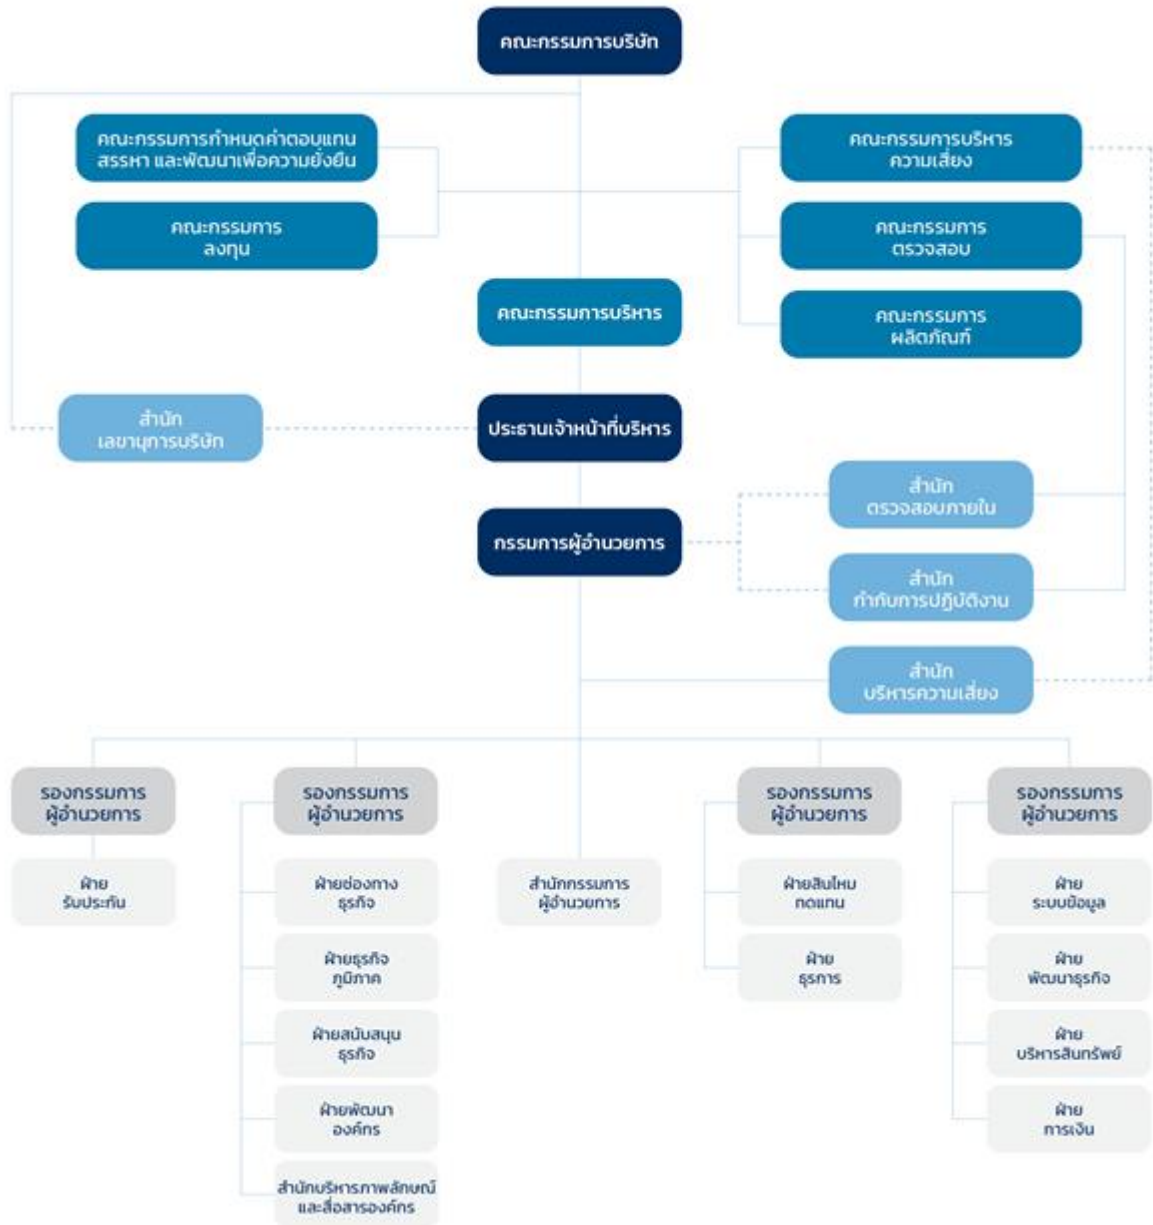 คณะกรรมการบริษัท
คณะกรรมการกำหนดค่าตอบแทน
สรรหา และพัฒนาเพื่อความยั่งยืน
คณะกรรมการบริหาร
ความเสี่ยง
คณะกรรมการ
ลงทุน
คณะกรรมการ
ตรวจสอบ
คณะกรรมการบริหาร
คณะกรรมการ
ผลิตภัณฑ์
สำนัก
เลขานุการบริษัท
ประธานเจ้าหน้าที่บริหาร
สำนัก
ตรวจสอบภายใน
กรรมการผู้อำนวยการ
สำนัก
กำกับการปฏิบัติงาน
สำนัก
บริหารความเสี่ยง
รองกรรมการ
ผู้อำนวยการ
รองกรรมการ
ผู้อำนวยการ
รองกรรมการ
ผู้อำนวยการ
รองกรรมการ
ผู้อำนวยการ
ฝ่าย
รับประกัน
ฝ่ายช่องทาง
ธุรกิจ
สำนักกรรมการ
ผู้อำนวยการ
ฝ่ายสินไหม
ทดแทน
ฝ่าย
ระบบข้อมูล
ฝ่ายธุรกิจ
ภูมิภาค
ฝ่าย
ธุรการ
ฝ่าย
พัฒนาธุรกิจ
ฝ่ายสนับสนุน
ธุรกิจ
ฝ่าย
บริหารสินทรัพย์
ฝ่ายพัฒนา
องค์กร
ฝ่าย
การเงิน
สำนักบริหารภาพลักษณ์
และสื่อสารองค์กร